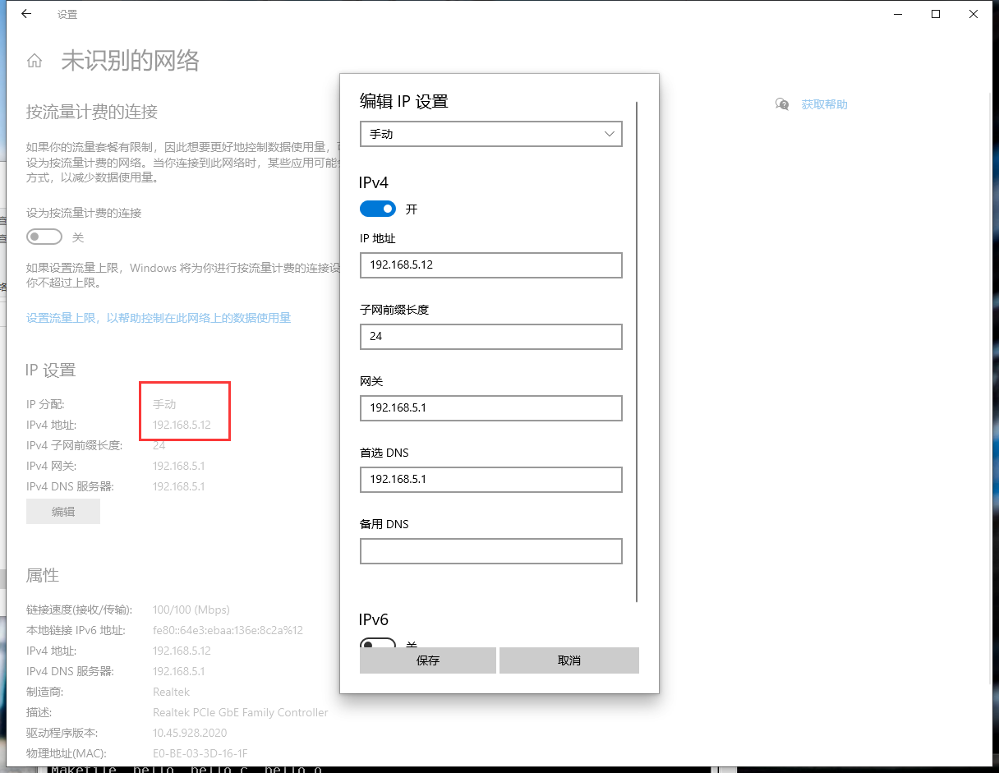 设置
未识别的网络
按流量计费的连接
如果你的流量套餐有限制，因此想要更好地控制数据使用量，
设为按流量计费的网络。当你连接到此网络时，某些应用可能
方式，以减少数据使用量。
设为按流量计费的连接
关
如果设置流量上限，Windows 将为你进行按流量计费的连接设
你不超过上限。
设置流量上限，以帮助控制在此网络上的数据使用量
IP 设置
IP 分配: 手动
IPv4 地址: 192.168.5.12
IPv4 子网前缀长度: 24
IPv4 网关: 192.168.5.1
IPv4 DNS 服务器: 192.168.5.1
编辑
属性
链接速度(接收/传输): 100/100 (Mbps)
本地链接 IPv6 地址: fe80::64e3:ebaa:136e:8c2a%12
IPv4 地址: 192.168.5.12
IPv4 DNS 服务器: 192.168.5.1
制造商: Realtek
描述: Realtek PCIe GbE Family Controller
驱动程序版本: 10.45.928.2020
物理地址(MAC): E0-BE-03-3D-16-1F
编辑 IP 设置
手动
IPv4
开
IP 地址
192.168.5.12
子网前缀长度
24
网关
192.168.5.1
首选 DNS
192.168.5.1
备用 DNS
IPv6
关
保存 取消
获取帮助
Makefile hello hello.c hello.o